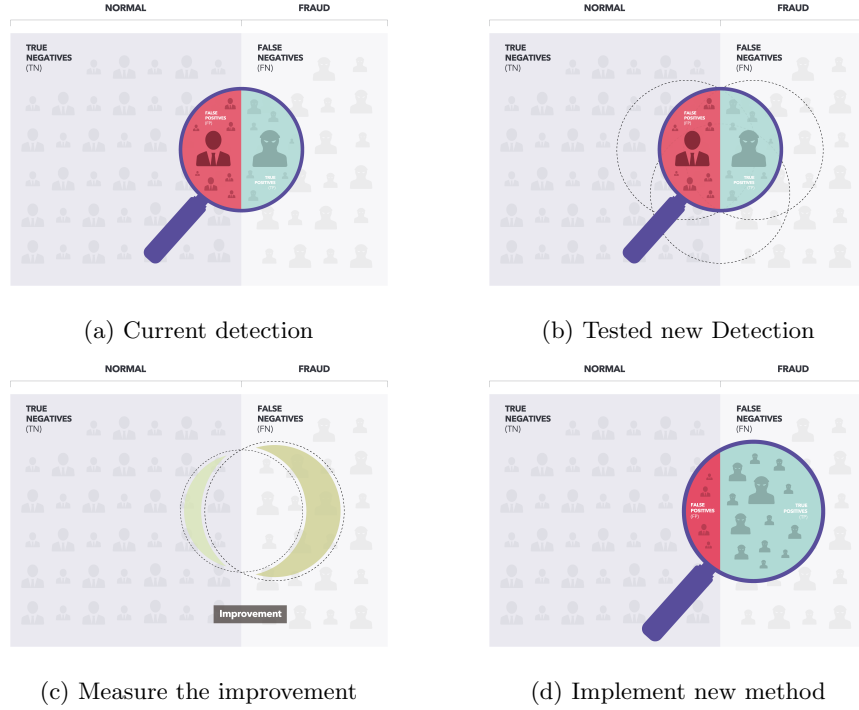 NORMAL FRAUD
TRUE
NEGATIVES
(TN)
FALSE
NEGATIVES
(FN)
FALSE
POSITIVES
(FP)
TRUE
POSITIVES
(TP)
(a) Current detection
NORMAL FRAUD
TRUE
NEGATIVES
(TN)
FALSE
NEGATIVES
(FN)
FALSE
POSITIVES
(FP)
TRUE
POSITIVES
(TP)
(b) Tested new Detection
NORMAL FRAUD
TRUE
NEGATIVES
(TN)
FALSE
NEGATIVES
(FN)
Improvement
(c) Measure the improvement
NORMAL FRAUD
TRUE
NEGATIVES
(TN)
FALSE
NEGATIVES
(FN)
FALSE
POSITIVES
(FP)
TRUE
POSITIVES
(TP)
(d) Implement new method